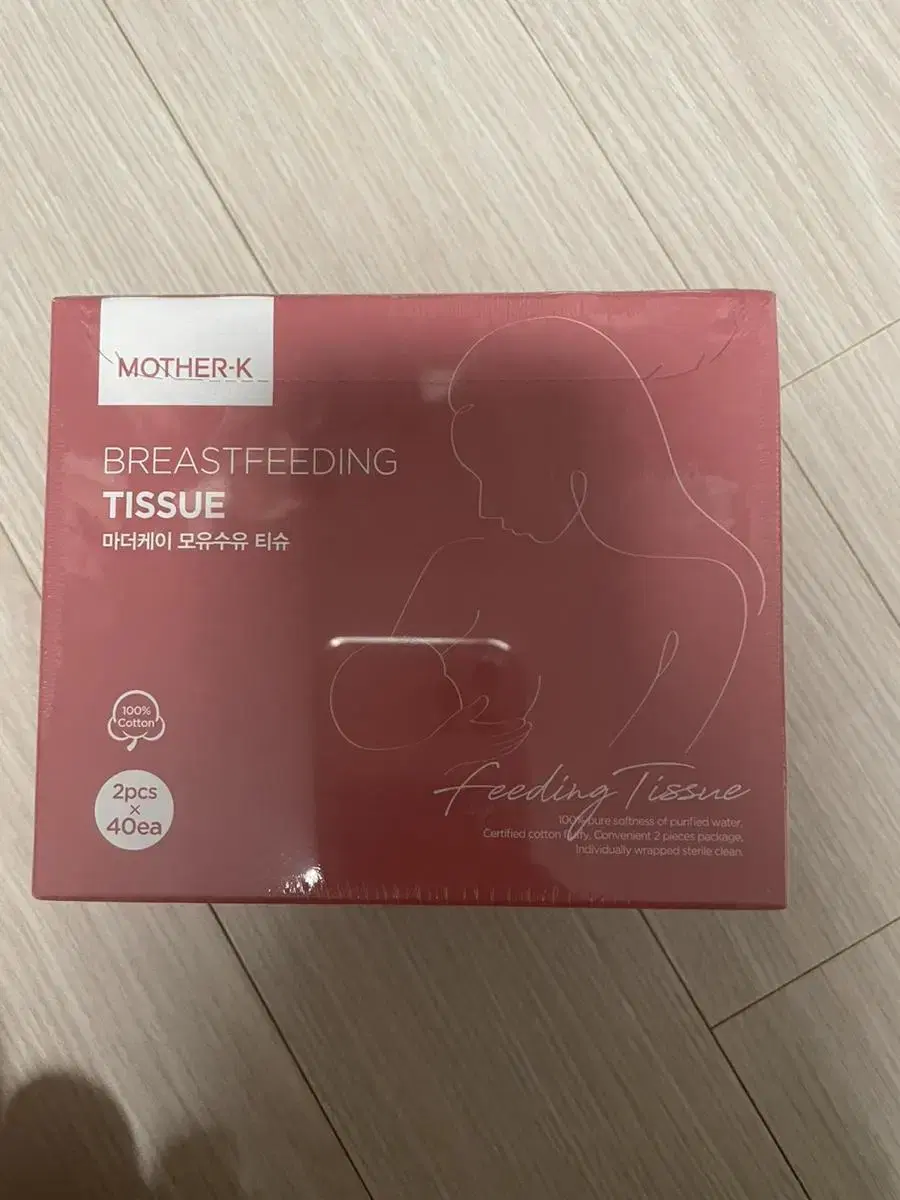 MOTHER-K
BREASTFEEDING
TISSUE
마더케이 모유수유 티슈
100%
Cotton
2pcs
×
40ea
Feeding Tissue
100% pure softness of purified water,
Certified cotton fluffy, Convenient 2 pieces package,
Individually wrapped sterile clean.